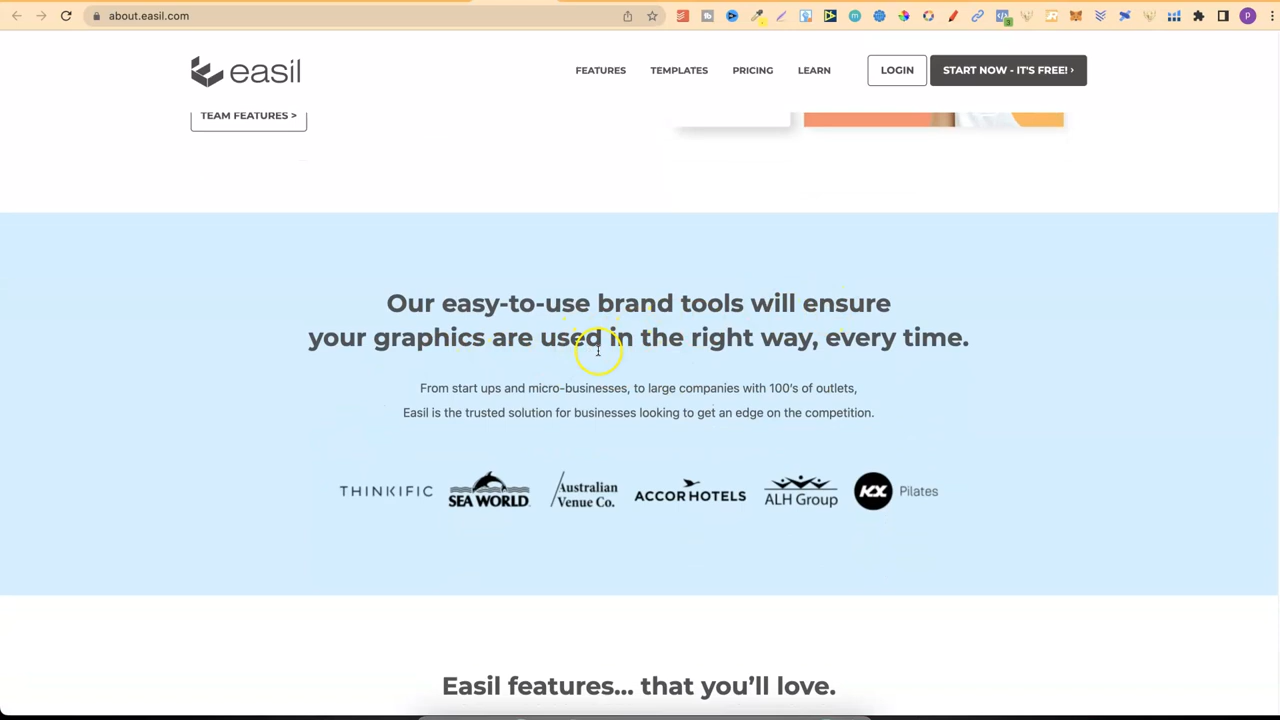 about.easil.com
easil
FEATURES
TEMPLATES
PRICING
LEARN
LOGIN
START NOW - IT'S FREE! ›
TEAM FEATURES >
Our easy-to-use brand tools will ensure
your graphics are used in the right way, every time.
From start ups and micro-businesses, to large companies with 100's of outlets,
Easil is the trusted solution for businesses looking to get an edge on the competition.
THINKIFIC
SEA WORLD
Australian
Venue Co.
ACCOR HOTELS
ALH Group
KX Pilates
Easil features... that you'll love.